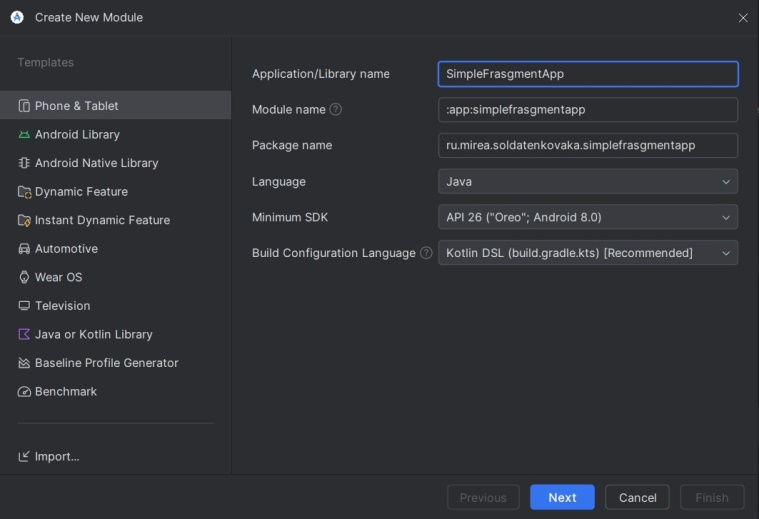 Create New Module
Templates
Phone & Tablet
Android Library
Android Native Library
Dynamic Feature
Instant Dynamic Feature
Automotive
Wear OS
Television
Java or Kotlin Library
Baseline Profile Generator
Benchmark
Import...
Application/Library name
SimpleFrasgmentApp
Module name ?
:app:simplefrasgmentapp
Package name
ru.mirea.soldatenkovaka.simplefrasgmentapp
Language
Java
Minimum SDK
API 26 ("Oreo"; Android 8.0)
Build Configuration Language ?
Kotlin DSL (build.gradle.kts) [Recommended]
Previous
Next
Cancel
Finish